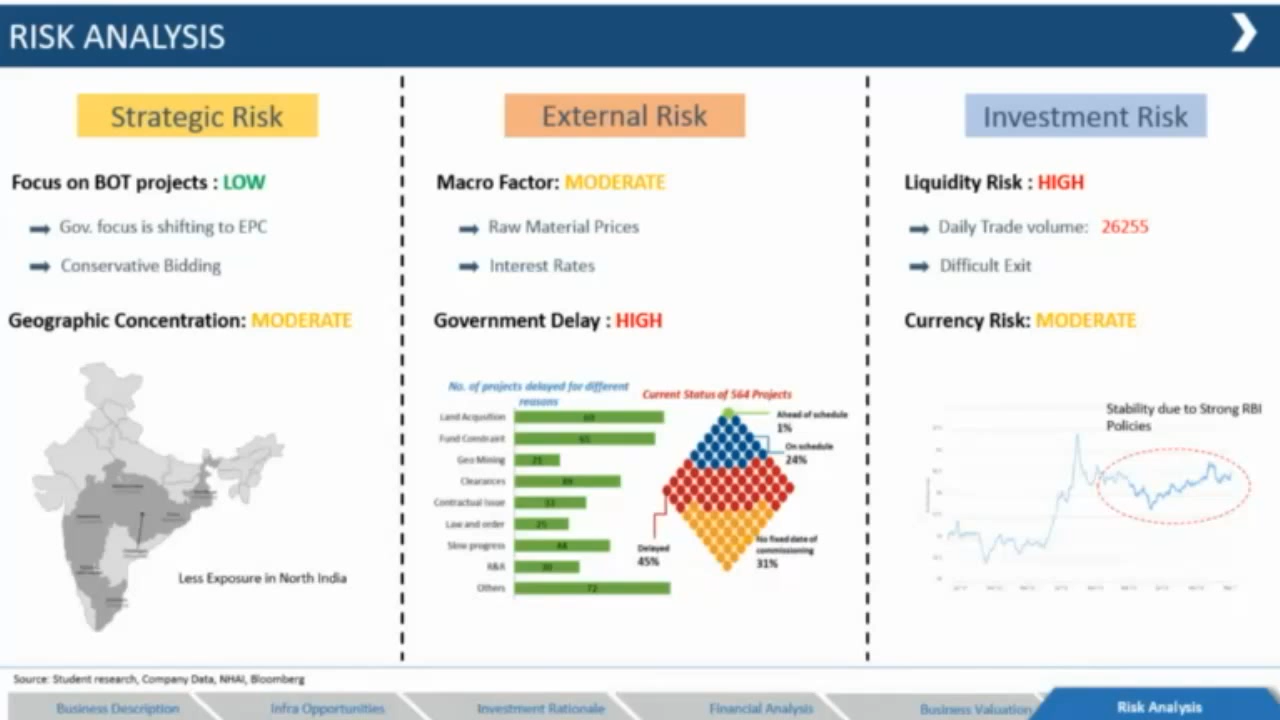 RISK ANALYSIS
Strategic Risk
Focus on BOT projects : LOW
Gov. focus is shifting to EPC
Conservative Bidding
Geographic Concentration: MODERATE
Less Exposure in North India
External Risk
Macro Factor: MODERATE
Raw Material Prices
Interest Rates
Government Delay : HIGH
No. of projects delayed for different
reasons
Land Acqusition
Fund Constraint
Geo Mining 21
Clearances
Contractual Issue 33
Law and order 25
Slow progress 44
R&R 30
Others 72
Current Status of 564 Projects
Ahead of schedule
1%
On schedule
24%
Delayed
45%
No fixed date of
commissioning
31%
Investment Risk
Liquidity Risk : HIGH
Daily Trade volume: 26255
Difficult Exit
Currency Risk: MODERATE
Stability due to Strong RBI
Policies
Source: Student research, Company Data, NHAI, Bloomberg
Business Description
Infra Opportunities
Investment Rationale
Financial Analysis
Business Valuation
Risk Analysis